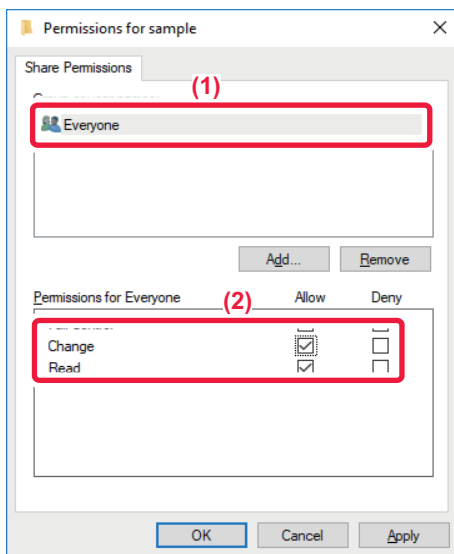 Permissions for sample
Share Permissions
(1)
Everyone
Add... Remove
Permissions for Everyone (2) Allow Deny
Change
Read
OK Cancel Apply